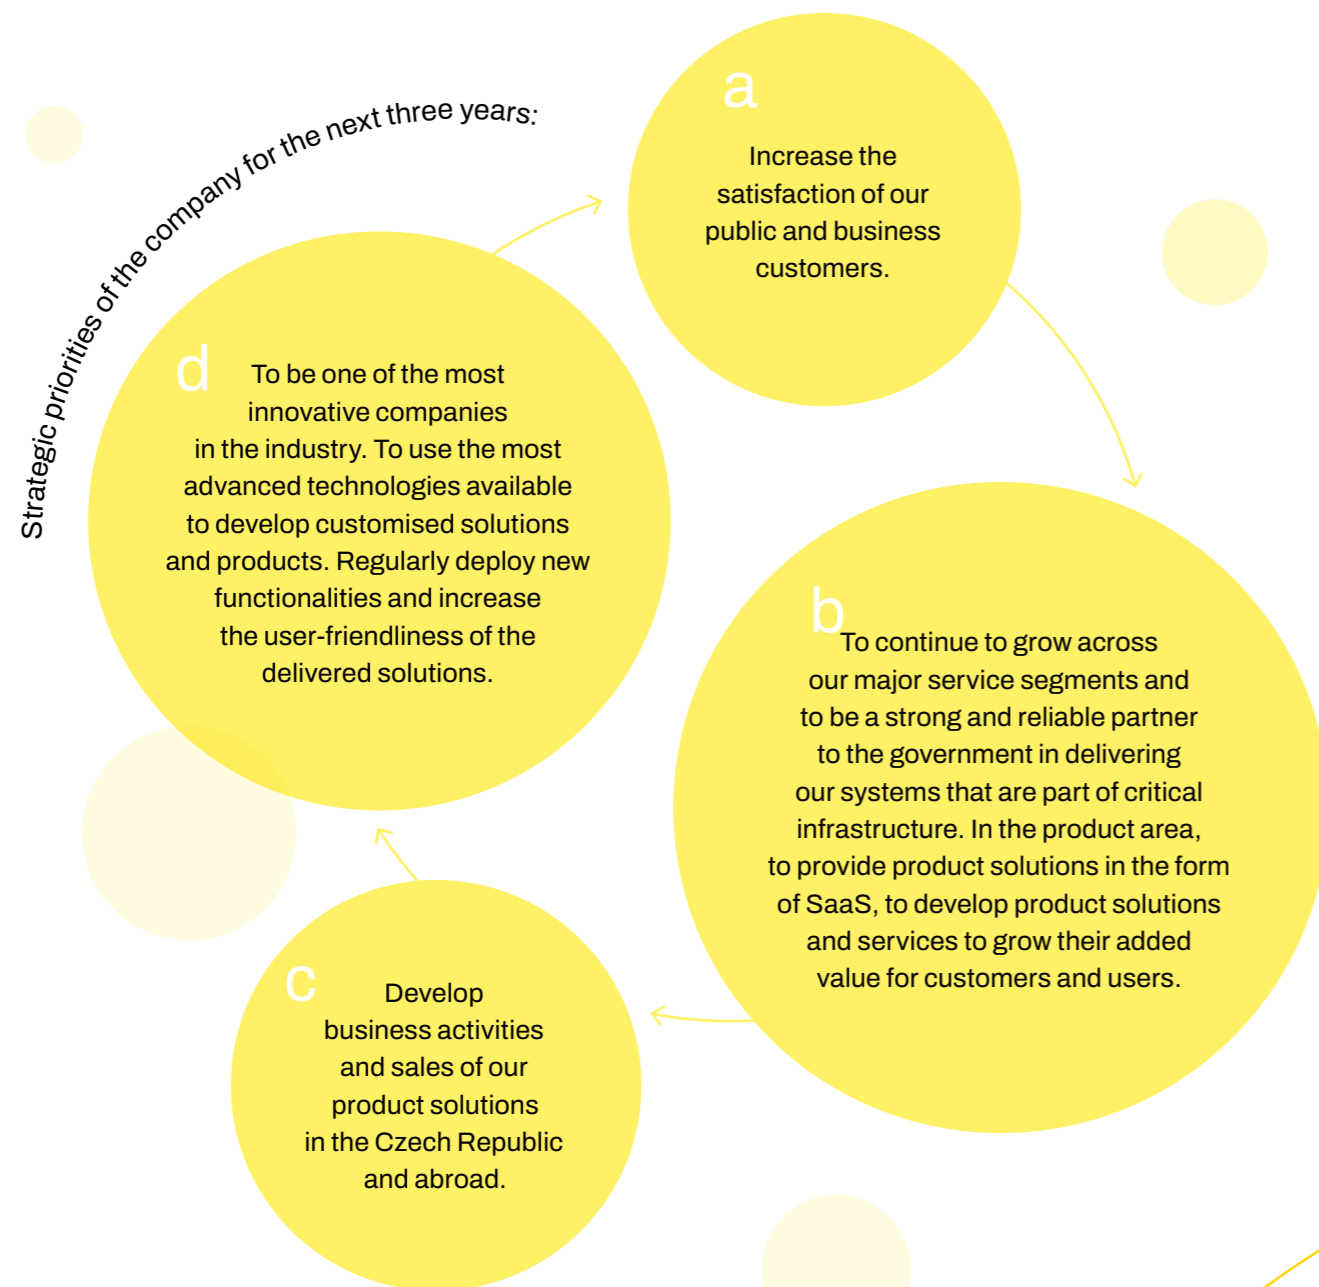 Strategic priorities of the company for the next three years:
a
Increase the
satisfaction of our
public and business
customers.
b
To continue to grow across
our major service segments and
to be a strong and reliable partner
to the government in delivering
our systems that are part of critical
infrastructure. In the product area,
to provide product solutions in the form
of SaaS, to develop product solutions
and services to grow their added
value for customers and users.
c
Develop
business activities
and sales of our
product solutions
in the Czech Republic
and abroad.
d
To be one of the most
innovative companies
in the industry. To use the most
advanced technologies available
to develop customised solutions
and products. Regularly deploy new
functionalities and increase
the user-friendliness of the
delivered solutions.